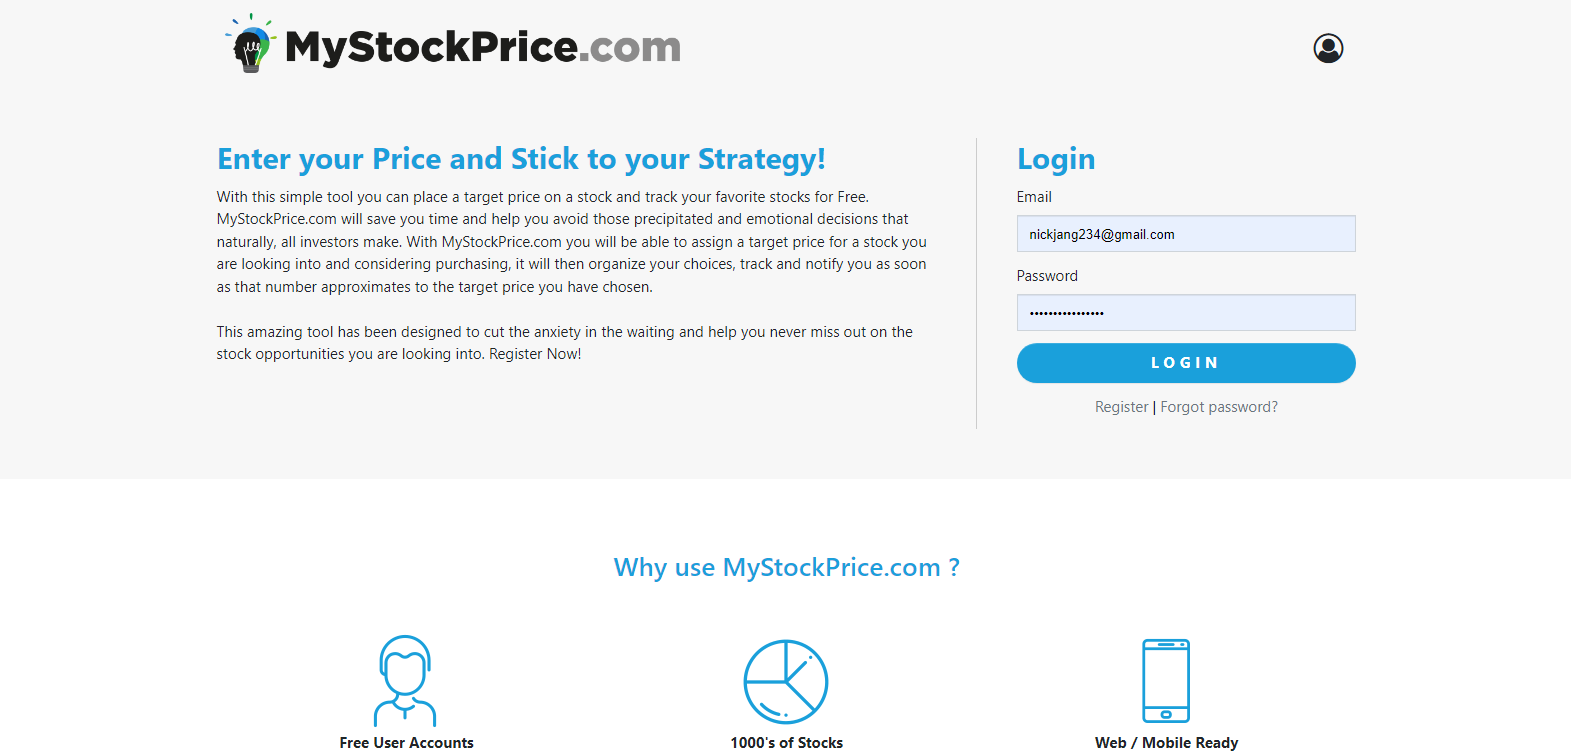 MyStockPrice.com
Enter your Price and Stick to your Strategy!
With this simple tool you can place a target price on a stock and track your favorite stocks for Free.
MyStockPrice.com will save you time and help you avoid those precipitated and emotional decisions that
naturally, all investors make. With MyStockPrice.com you will be able to assign a target price for a stock you
are looking into and considering purchasing, it will then organize your choices, track and notify you as soon
as that number approximates to the target price you have chosen.
This amazing tool has been designed to cut the anxiety in the waiting and help you never miss out on the
stock opportunities you are looking into. Register Now!
Login
Email
nickjang234@gmail.com
Password
••••••••••••••••
LOGIN
Register | Forgot password?
Why use MyStockPrice.com ?
Free User Accounts
1000's of Stocks
Web / Mobile Ready